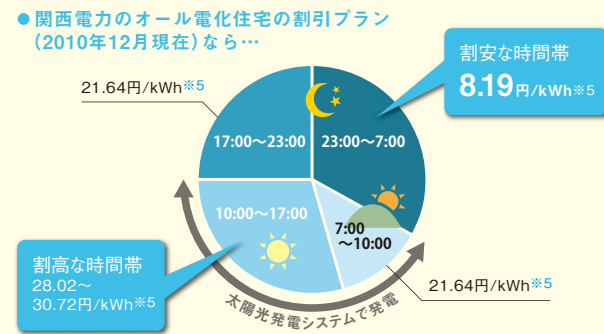 ●関西電力のオール電化住宅の割引プラン
(2010年12月現在)なら…
割安な時間帯
8.19円/kWh※5
21.64円/kWh※5
17:00〜23:00
23:00〜7:00
10:00〜17:00
7:00
〜10:00
割高な時間帯
28.02〜
30.72円/kWh※5
21.64円/kWh※5
太陽光発電システムで発電